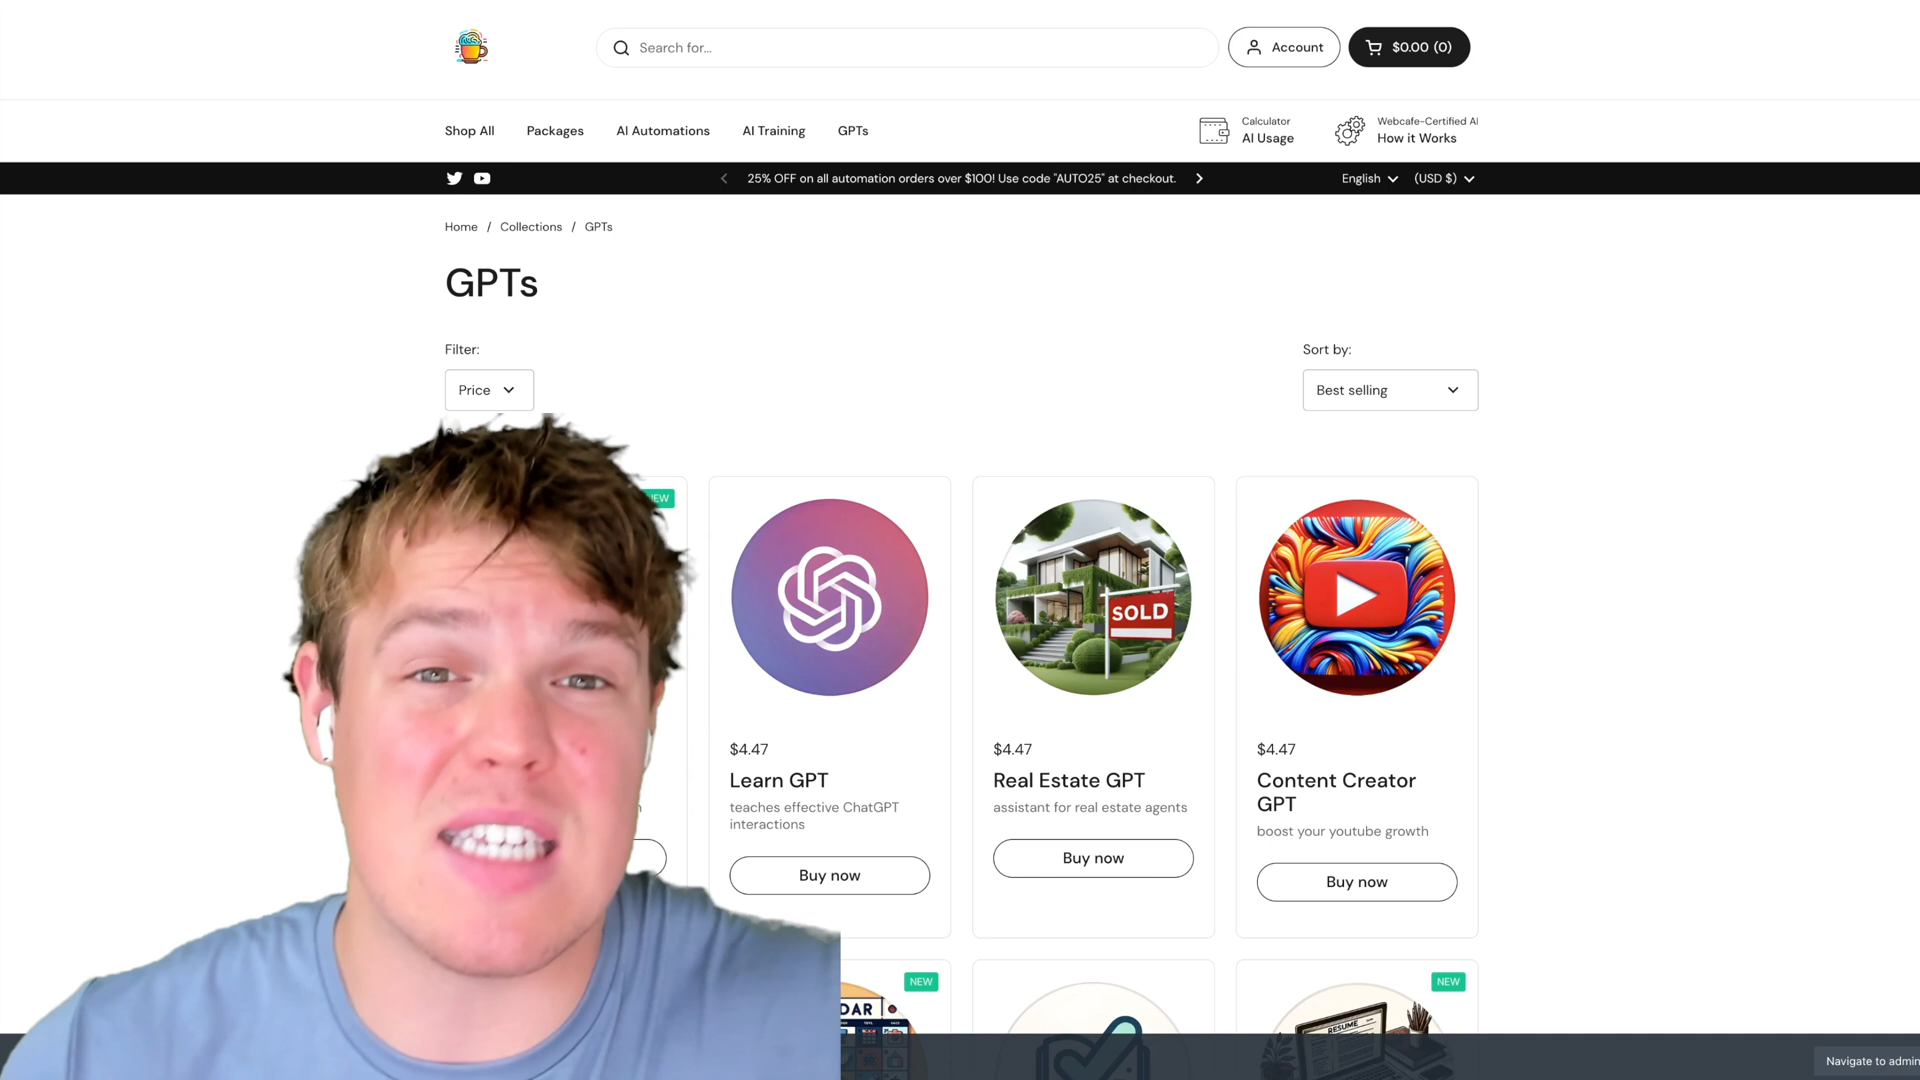 Search for...
Account
$0.00 (0)
Shop All
Packages
AI Automations
AI Training
GPTs
Calculator
AI Usage
Webcafe-Certified AI
How it Works
25% OFF on all automation orders over $100! Use code "AUTO25" at checkout.
English
(USD $)
Home / Collections / GPTs
GPTs
Filter:
Sort by:
Price
Best selling
SOLD
$4.47
Learn GPT
teaches effective ChatGPT
interactions
Buy now
$4.47
Real Estate GPT
assistant for real estate agents
Buy now
$4.47
Content Creator
GPT
boost your youtube growth
Buy now
NEW
NEW
RESUME
Navigate to admin